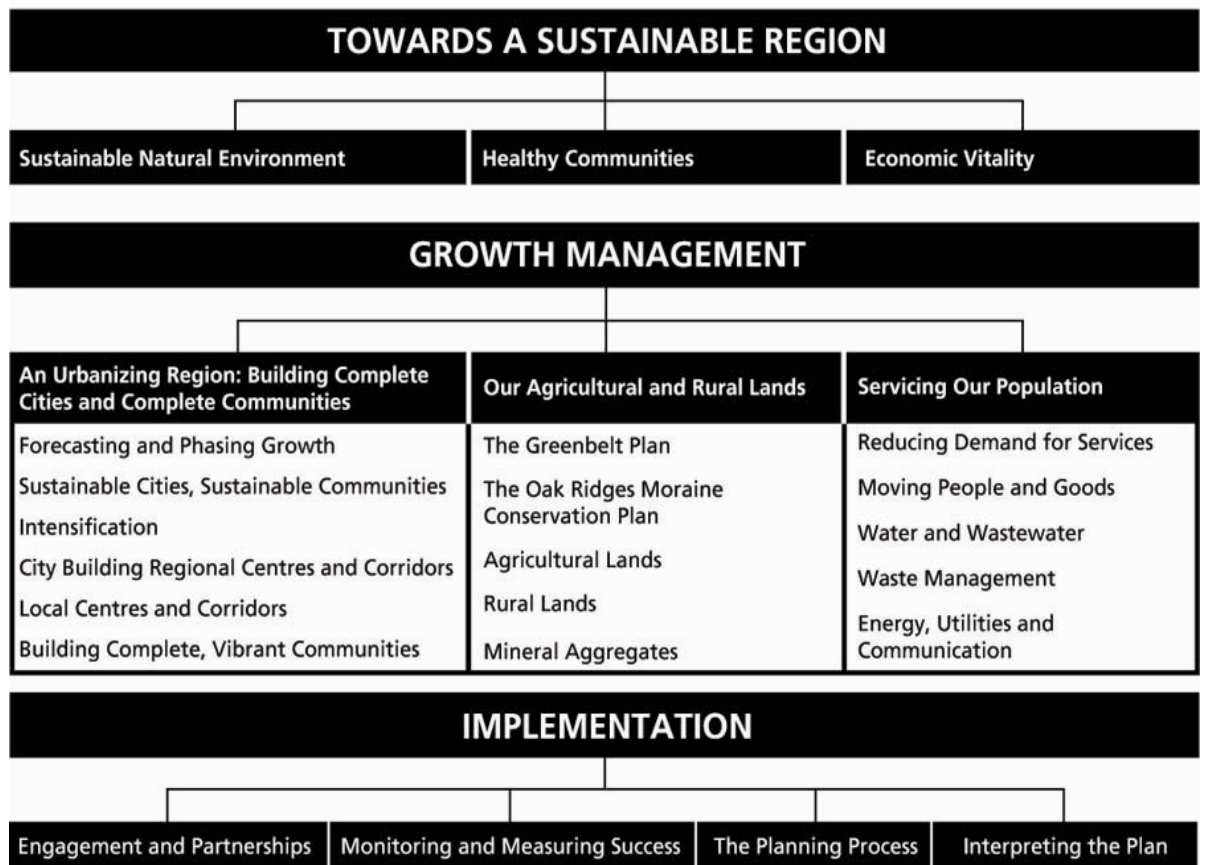 TOWARDS A SUSTAINABLE REGION
Sustainable Natural Environment
Healthy Communities
Economic Vitality
GROWTH MANAGEMENT
An Urbanizing Region: Building Complete
Cities and Complete Communities
Forecasting and Phasing Growth
Sustainable Cities, Sustainable Communities
Intensification
City Building Regional Centres and Corridors
Local Centres and Corridors
Building Complete, Vibrant Communities
Our Agricultural and Rural Lands
The Greenbelt Plan
The Oak Ridges Moraine
Conservation Plan
Agricultural Lands
Rural Lands
Mineral Aggregates
Servicing Our Population
Reducing Demand for Services
Moving People and Goods
Water and Wastewater
Waste Management
Energy, Utilities and
Communication
IMPLEMENTATION
Engagement and Partnerships
Monitoring and Measuring Success
The Planning Process
Interpreting the Plan